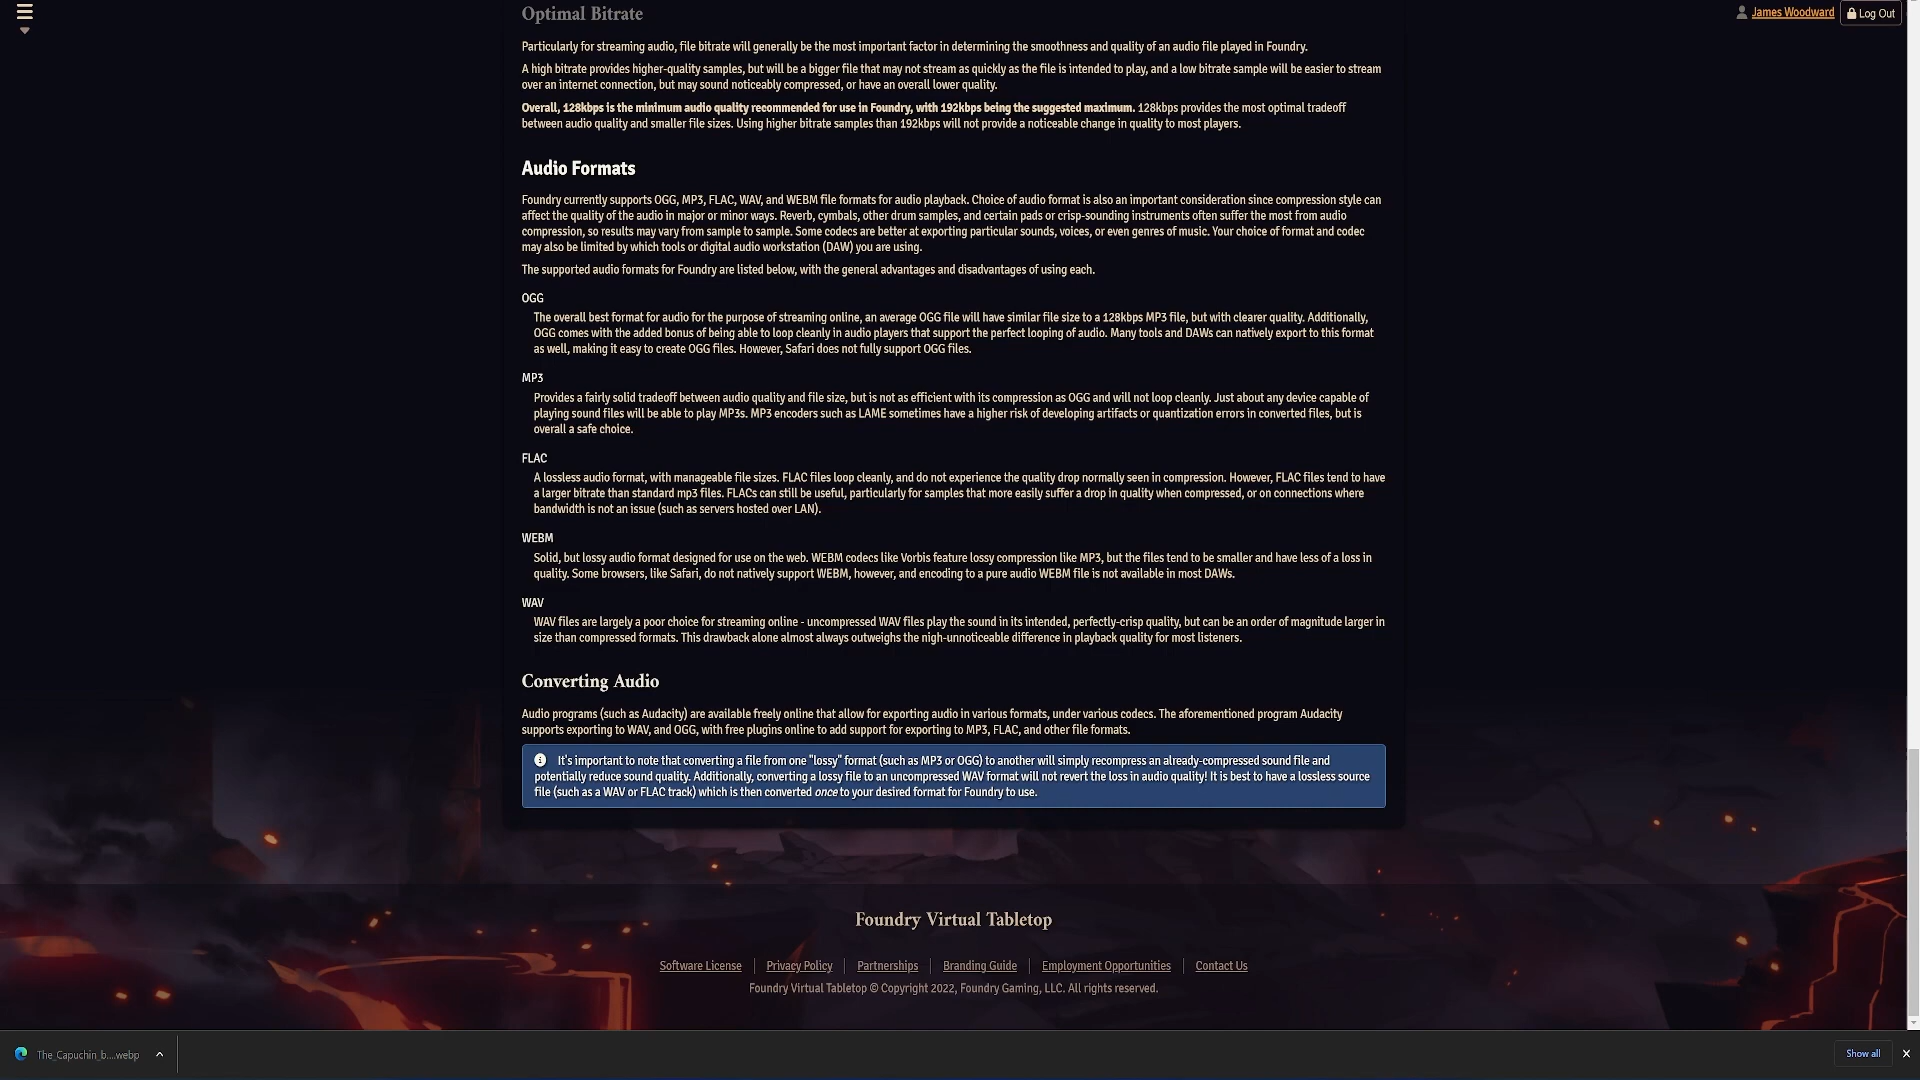 Optimal Bitrate
James Woodward
Log Out
Particularly for streaming audio, file bitrate will generally be the most important factor in determining the smoothness and quality of an audio file played in Foundry.
A high bitrate provides higher-quality samples, but will be a bigger file that may not stream as quickly as the file is intended to play, and a low bitrate sample will be easier to stream
over an internet connection, but may sound noticeably compressed, or have an overall lower quality.
Overall, 128kbps is the minimum audio quality recommended for use in Foundry, with 192kbps being the suggested maximum. 128kbps provides the most optimal tradeoff
between audio quality and smaller file sizes. Using higher bitrate samples than 192kbps will not provide a noticeable change in quality to most players.
Audio Formats
Foundry currently supports OGG, MP3, FLAC, WAV, and WEBM file formats for audio playback. Choice of audio format is also an important consideration since compression style can
affect the quality of the audio in major or minor ways. Reverb, cymbals, other drum samples, and certain pads or crisp-sounding instruments often suffer the most from audio
compression, so results may vary from sample to sample. Some codecs are better at exporting particular sounds, voices, or even genres of music. Your choice of format and codec
may also be limited by which tools or digital audio workstation (DAW) you are using.
The supported audio formats for Foundry are listed below, with the general advantages and disadvantages of using each.
OGG
The overall best format for audio for the purpose of streaming online, an average OGG file will have similar file size to a 128kbps MP3 file, but with clearer quality. Additionally,
OGG comes with the added bonus of being able to loop cleanly in audio players that support the perfect looping of audio. Many tools and DAWs can natively export to this format
as well, making it easy to create OGG files. However, Safari does not fully support OGG files.
MP3
Provides a fairly solid tradeoff between audio quality and file size, but is not as efficient with its compression as OGG and will not loop cleanly. Just about any device capable of
playing sound files will be able to play MP3s. MP3 encoders such as LAME sometimes have a higher risk of developing artifacts or quantization errors in converted files, but is
overall a safe choice.
FLAC
A lossless audio format, with manageable file sizes. FLAC files loop cleanly, and do not experience the quality drop normally seen in compression. However, FLAC files tend to have
a larger bitrate than standard mp3 files. FLACs can still be useful, particularly for samples that more easily suffer a drop in quality when compressed, or on connections where
bandwidth is not an issue (such as servers hosted over LAN).
WEBM
Solid, but lossy audio format designed for use on the web. WEBM codecs like Vorbis feature lossy compression like MP3, but the files tend to be smaller and have less of a loss in
quality. Some browsers, like Safari, do not natively support WEBM, however, and encoding to a pure audio WEBM file is not available in most DAWs.
WAV
WAV files are largely a poor choice for streaming online - uncompressed WAV files play the sound in its intended, perfectly-crisp quality, but can be an order of magnitude larger in
size than compressed formats. This drawback alone almost always outweighs the nigh-unnoticeable difference in playback quality for most listeners.
Converting Audio
Audio programs (such as Audacity) are available freely online that allow for exporting audio in various formats, under various codecs. The aforementioned program Audacity
supports exporting to WAV, and OGG, with free plugins online to add support for exporting to MP3, FLAC, and other file formats.
It's important to note that converting a file from one "lossy" format (such as MP3 or OGG) to another will simply recompress an already-compressed sound file and
potentially reduce sound quality. Additionally, converting a lossy file to an uncompressed WAV format will not revert the loss in audio quality! It is best to have a lossless source
file (such as a WAV or FLAC track) which is then converted once to your desired format for Foundry to use.
Foundry Virtual Tabletop
Software License
Privacy Policy
Partnerships
Branding Guide
Employment Opportunities
Contact Us
Foundry Virtual Tabletop © Copyright 2022, Foundry Gaming, LLC. All rights reserved.
The_Capuchin_b....webp
Show all